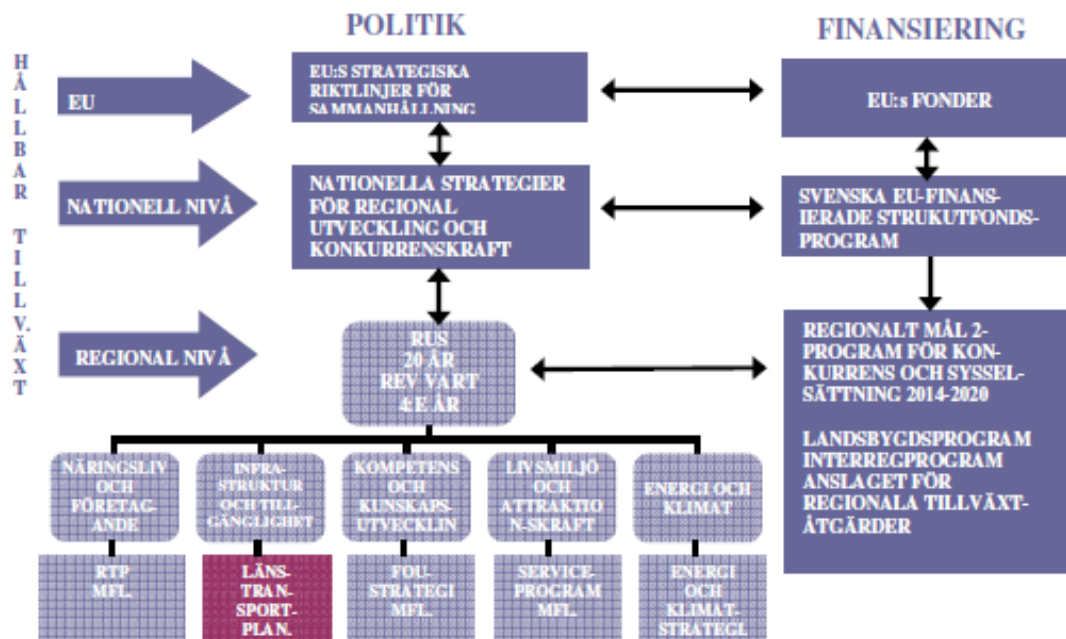 POLITIK
FINANSIERING
HÅLLBAR TILLVÄXT
EU
EU:S STRATEGISKA
RIKTLINJER FÖR
SAMMANHÅLLNING
EU:s FONDER
NATIONELL NIVÅ
NATIONELLA STRATEGIER
FÖR REGIONAL
UTVECKLING OCH
KONKURRENSKRAFT
SVENSKA EU-FINANS-
IERADE STRUKUTFONDS-
PROGRAM
REGIONAL NIVÅ
RUS
20 ÅR
REV VART
4:E ÅR
REGIONALT MÅL 2-
PROGRAM FÖR KON-
KURRENS OCH SYSSEL-
SÄTTNING 2014-2020
LANDSBYGDSPROGRAM
INTERREGPROGRAM
ANSLAGET FÖR
REGIONALA TILLVÄXT-
ÅTGÄRDER
NÄRINGSLIV
OCH
FÖRETAG-
ANDE
INFRA-
STRUKTUR
OCH TILL-
GÄNGLIGHET
KOMPETENS
OCH
KUNSKAPS-
UTVECKLIN
LIVSMILJÖ
OCH
ATTRAKTIO
N-SKRAFT
ENERGI OCH
KLIMAT
RTP
MFL.
LÄNS-
TRAN-
SPORT-
PLAN.
FOU-
STRATEGI
MFL.
SERVICE-
PROGRAM
MFL.
ENERGI
OCH
KLIMAT-
STRATEGI.